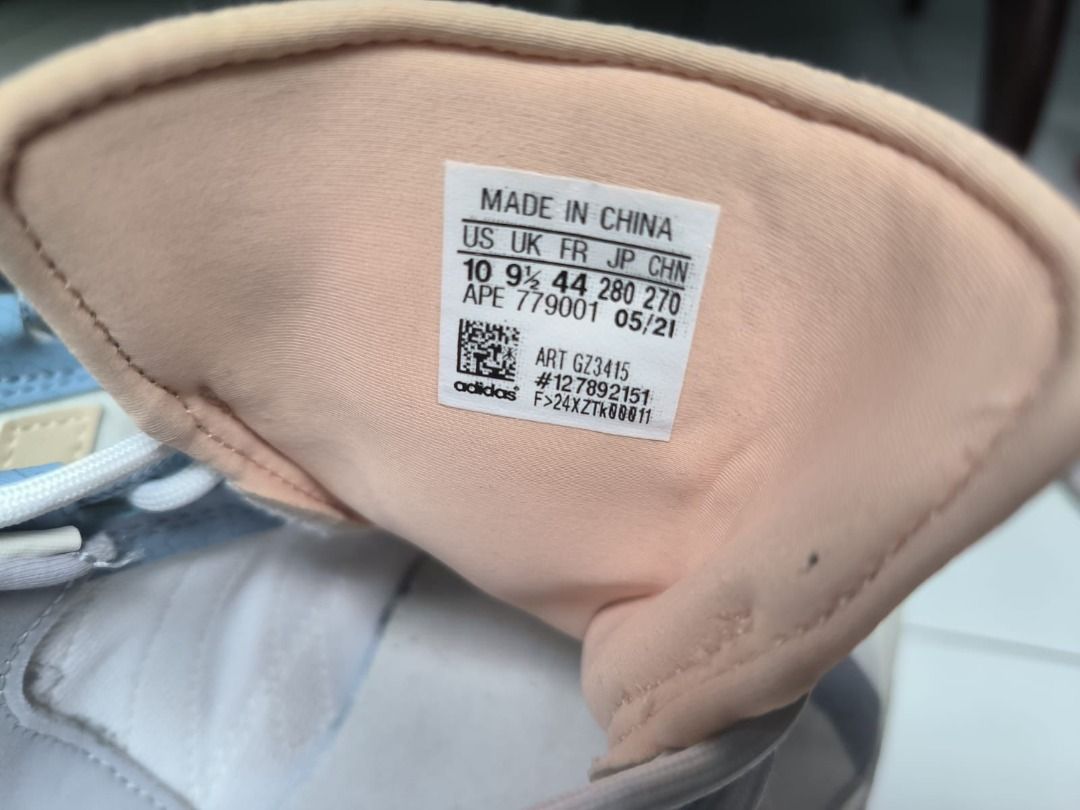 MADE IN CHINA
US UK FR JP CHN
10 9½ 44 280 270
APE 779001 05/21
ART GZ3415
#127892151
adidas
F>24XZTk00011